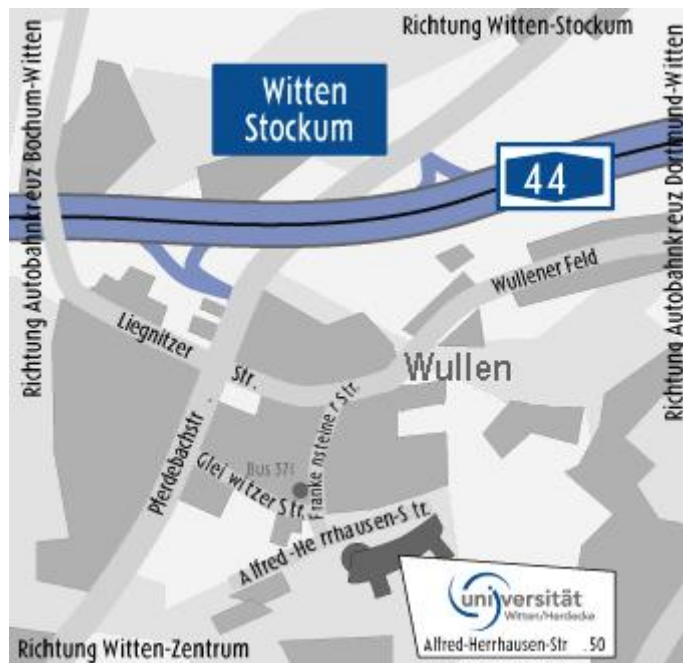 Richtung Witten-Stockum
Richtung Autobahnkreuz Bochum-Witten
Richtung Autobahnkreuz Dortmund-Witten
Witten
Stockum
44
Wullener Feld
Liegnitzer Str.
Wullen
Pferdebachstr.
Frankensteiner Str.
Bus 371
Gleiwitzer Str.
Alfred-Herrhausen-Str.
universität
Witten/Herdecke
Alfred-Herrhausen-Str .50
Richtung Witten-Zentrum